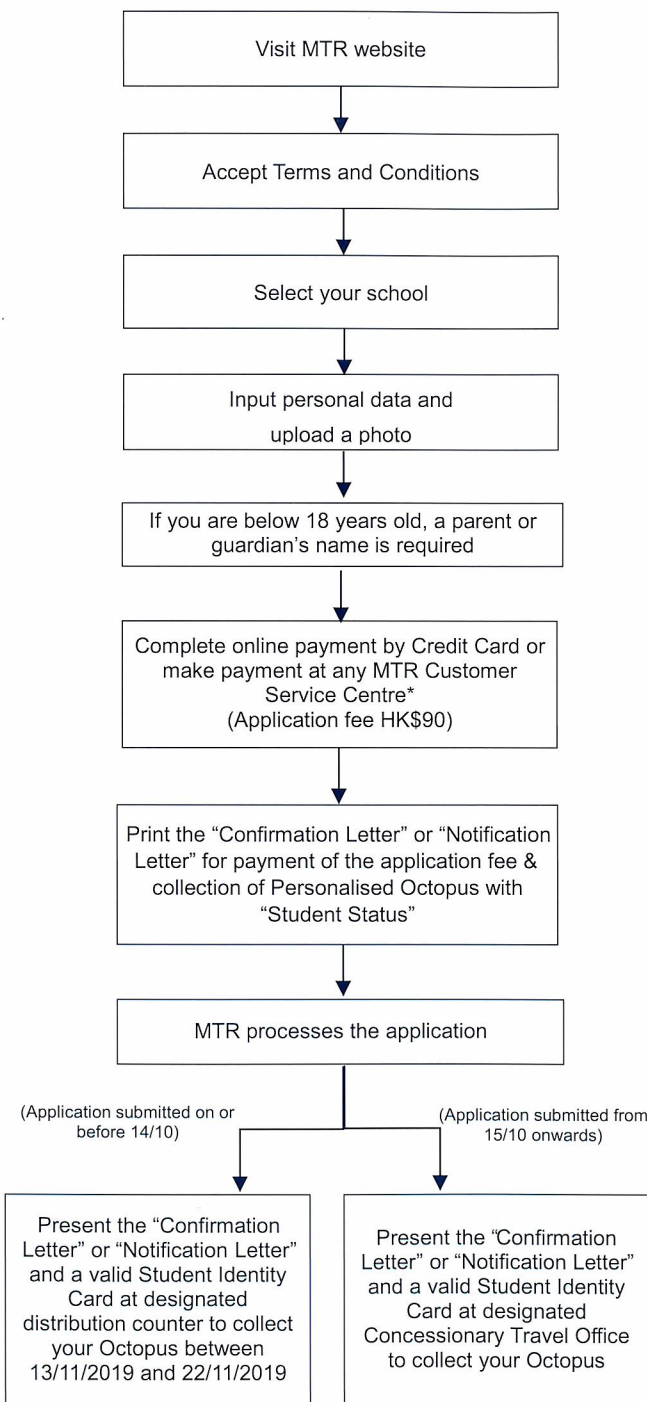 Visit MTR website
Accept Terms and Conditions
Select your school
Input personal data and
upload a photo
If you are below 18 years old, a parent or
guardian's name is required
Complete online payment by Credit Card or
make payment at any MTR Customer
Service Centre*
(Application fee HK$90)
Print the “Confirmation Letter” or “Notification
Letter” for payment of the application fee &
collection of Personalised Octopus with
“Student Status”
MTR processes the application
(Application submitted on or
before 14/10)
(Application submitted from
15/10 onwards)
Present the “Confirmation
Letter” or “Notification Letter”
and a valid Student Identity
Card at designated
distribution counter to collect
your Octopus between
13/11/2019 and 22/11/2019
Present the “Confirmation
Letter” or “Notification Letter”
and a valid Student Identity
Card at designated
Concessionary Travel Office
to collect your Octopus